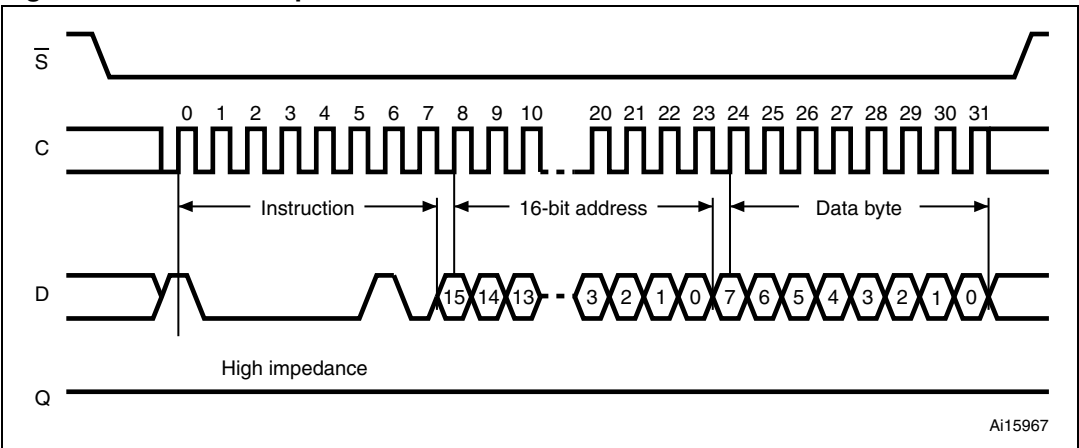 S
0 1 2 3 4 5 6 7 8 9 10 20 21 22 23 24 25 26 27 28 29 30 31
C
Instruction 16-bit address Data byte
D 15 14 13 3 2 1 0 7 6 5 4 3 2 1 0
High impedance
Q
Ai15967